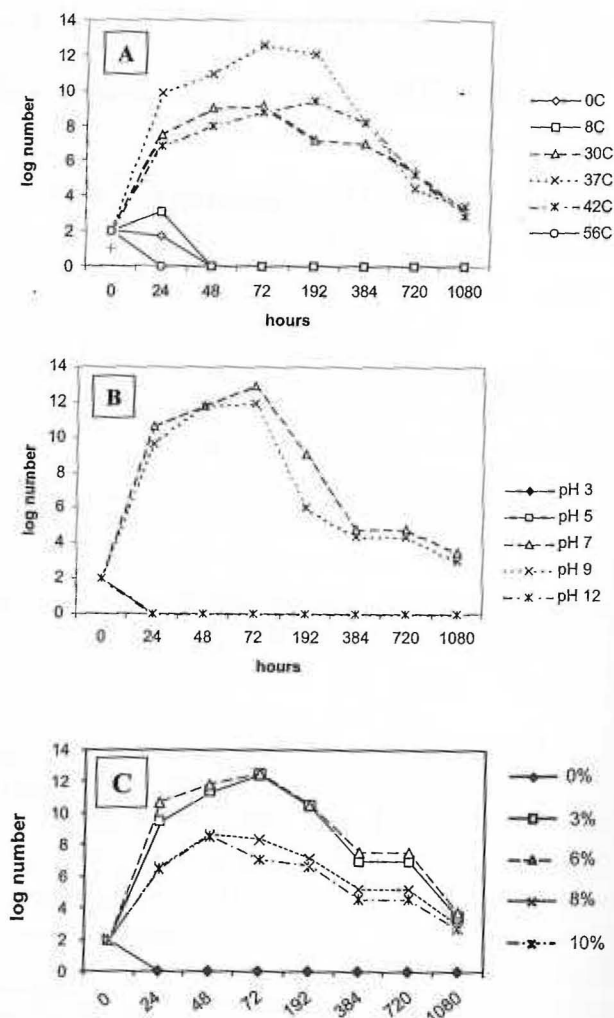 A
log number
14
12
10
8
6
4
2
0
0 24 48 72 192 384 720 1080
hours
0C
8C
30C
37C
42C
56C
B
log number
14
12
10
8
6
4
2
0
0 24 48 72 192 384 720 1080
hours
pH 3
pH 5
pH 7
pH 9
pH 12
C
log number
14
12
10
8
6
4
2
0
0 24 48 72 192 384 720 1080
0%
3%
6%
8%
10%